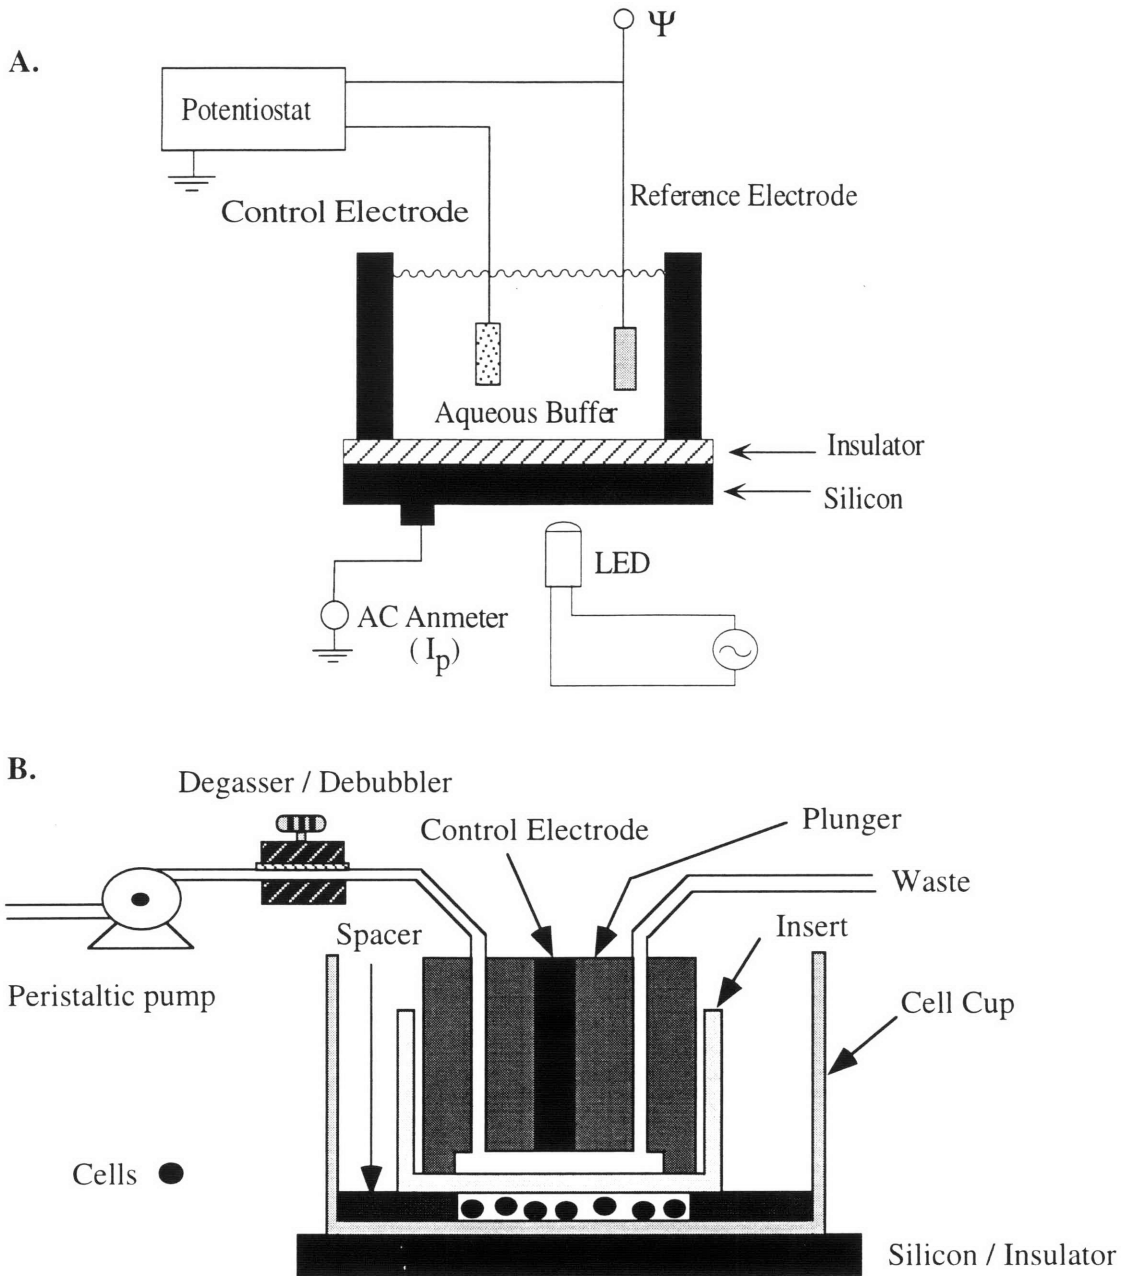 A.
Ψ
Potentiostat
Reference Electrode
Control Electrode
Aqueous Buffer
Insulator
Silicon
LED
AC Anmeter
( Ip)
B.
Degasser / Debubbler
Control Electrode
Plunger
Waste
Spacer
Insert
Peristaltic pump
Cell Cup
Cells
Silicon / Insulator